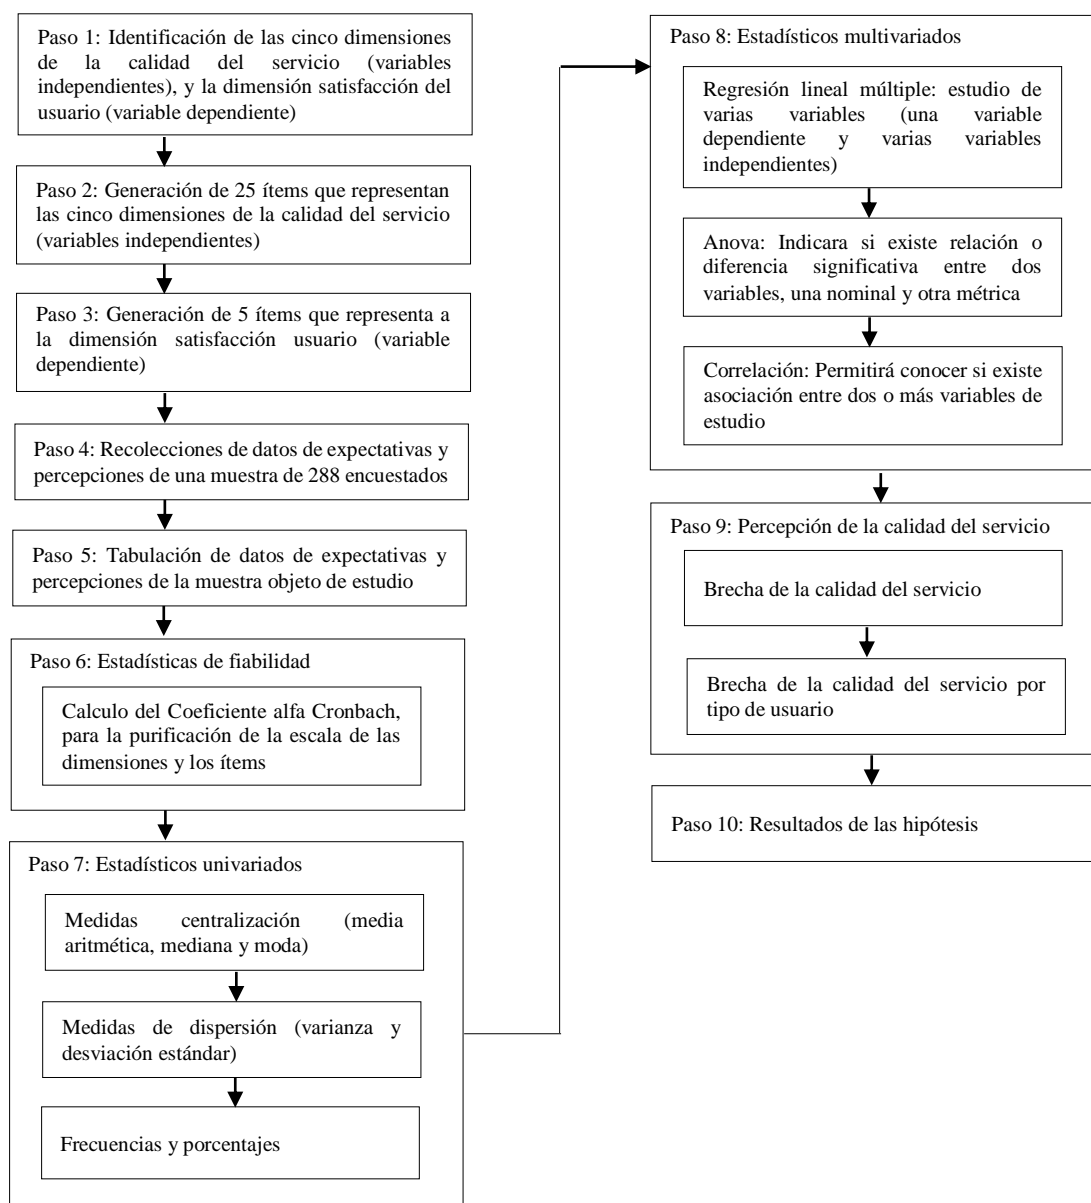 Paso 1: Identificación de las cinco dimensiones
de la calidad del servicio (variables
independientes), y la dimensión satisfacción del
usuario (variable dependiente)
Paso 2: Generación de 25 ítems que representan
las cinco dimensiones de la calidad del servicio
(variables independientes)
Paso 3: Generación de 5 ítems que representa a
la dimensión satisfacción usuario (variable
dependiente)
Paso 4: Recolecciones de datos de expectativas y
percepciones de una muestra de 288 encuestados
Paso 5: Tabulación de datos de expectativas y
percepciones de la muestra objeto de estudio
Paso 6: Estadísticas de fiabilidad
Calculo del Coeficiente alfa Cronbach,
para la purificación de la escala de las
dimensiones y los ítems
Paso 7: Estadísticos univariados
Medidas centralización (media
aritmética, mediana y moda)
Medidas de dispersión (varianza y
desviación estándar)
Frecuencias y porcentajes
Paso 8: Estadísticos multivariados
Regresión lineal múltiple: estudio de
varias variables (una variable
dependiente y varias variables
independientes)
Anova: Indicara si existe relación o
diferencia significativa entre dos
variables, una nominal y otra métrica
Correlación: Permitirá conocer si existe
asociación entre dos o más variables de
estudio
Paso 9: Percepción de la calidad del servicio
Brecha de la calidad del servicio
Brecha de la calidad del servicio por
tipo de usuario
Paso 10: Resultados de las hipótesis